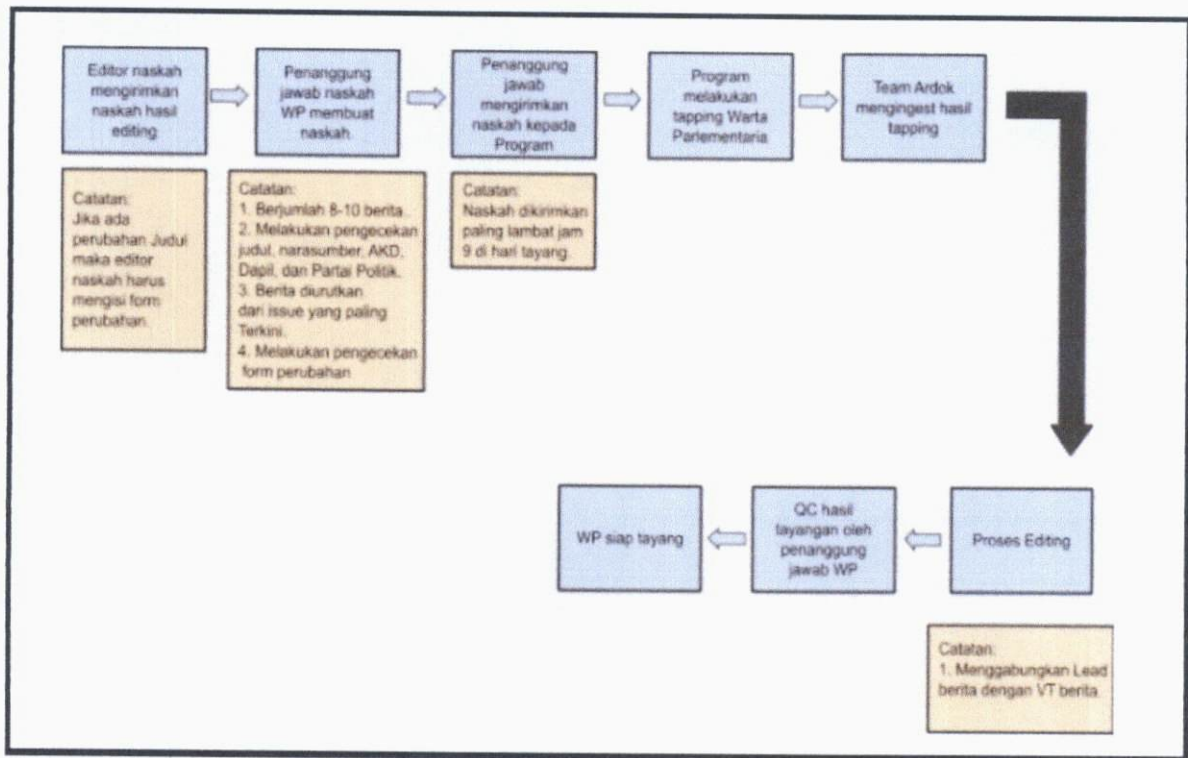 Editor naskah
mengirimkan
naskah hasil
editing
Penanggung
jawab naskah
WP membuat
naskah.
Penanggung
jawab
mengirimkan
naskah kepada
Program
Program
melakukan
tapping Warta
Parlementaria
Team Ardok
mengingest hasil
tapping
Catatan:
Jika ada
perubahan Judul
maka editor
naskah harus
mengisi form
perubahan.
Catatan:
1. Berjumlah 8-10 berita.
2. Melakukan pengecekan
judul, narasumber, AKD,
Dapil, dan Partai Politik.
3. Berita diurutkan
dari issue yang paling
Terkini.
4. Melakukan pengecekan
form perubahan
Catatan:
Naskah dikirimkan
paling lambat jam
9 di hari tayang.
WP siap tayang
QC hasil
tayangan oleh
penanggung
jawab WP
Proses Editing
Catatan:
1. Menggabungkan Lead
berita dengan VT berita